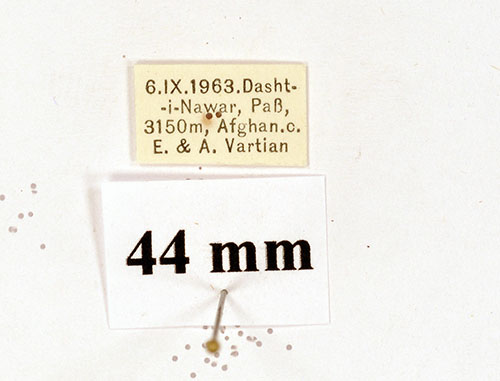 6.IX.1963.Dasht-
-i-Nawar, Paß,
3150m, Afghan.c.
E. & A. Vartian
44 mm